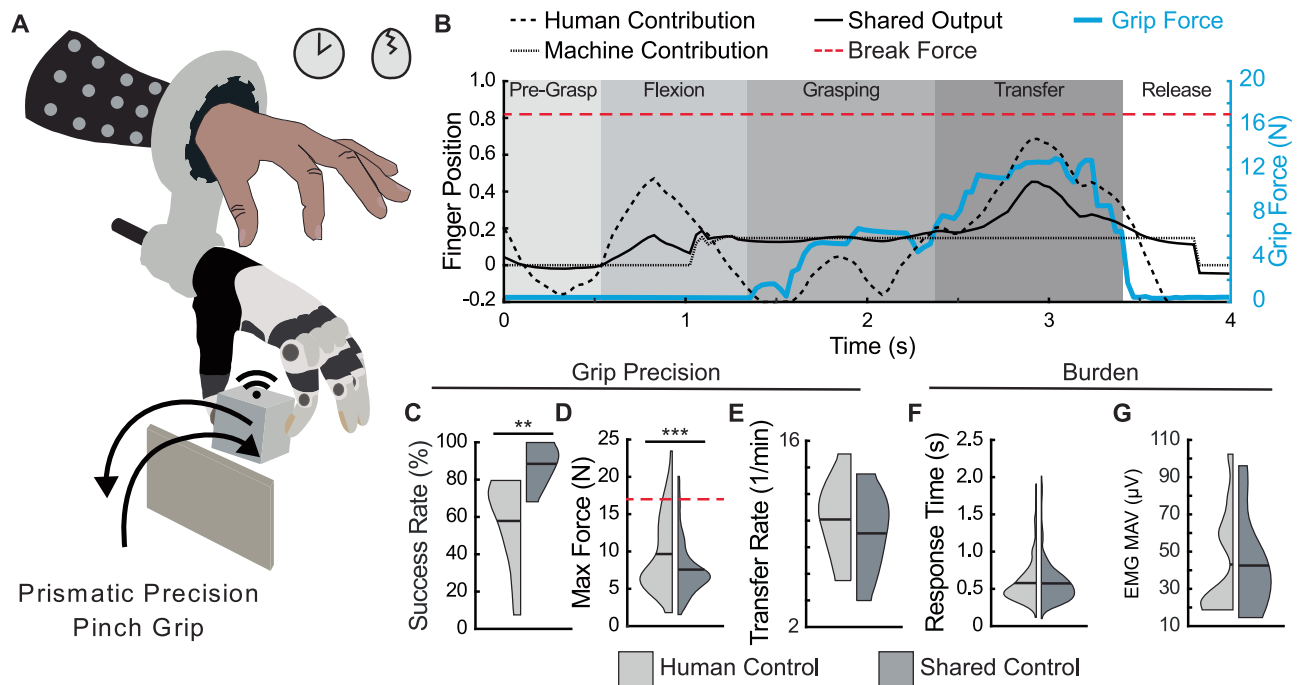 A
Prismatic Precision
Pinch Grip
B
Human Contribution
Shared Output
Grip Force
Machine Contribution
Break Force
Pre-Grasp
Flexion
Grasping
Transfer
Release
Finger Position
1.0
0.8
0.6
0.4
0.2
0
-0.2
20
16
12
8
4
0
Grip Force (N)
0
1
2
3
4
Time (s)
Grip Precision
Burden
C
**
Success Rate (%)
100
80
60
40
20
0
D
***
Max Force (N)
25
20
15
10
5
0
E
Transfer Rate (1/min)
16
2
F
Response Time (s)
2.5
2.0
1.5
1.0
0.5
0
G
EMG MAV (µV)
110
90
70
50
30
10
Human Control
Shared Control